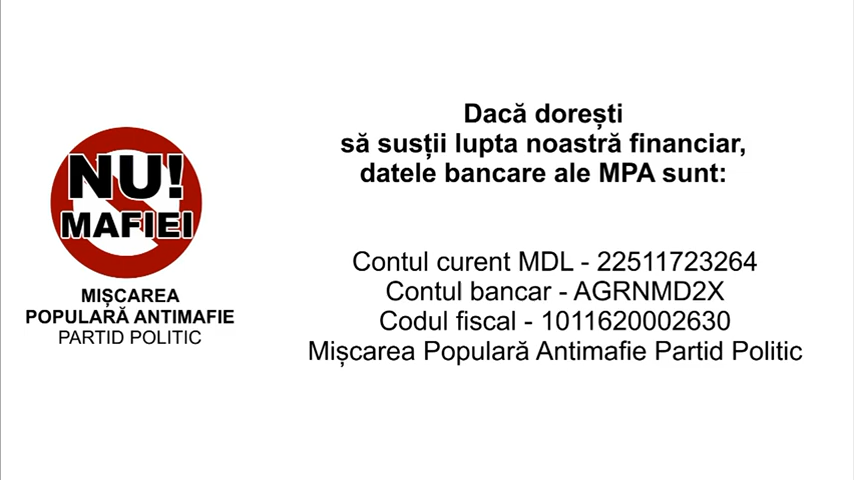 NU!
MAFIEI
MIȘCAREA
POPULARĂ ANTIMAFIE
PARTID POLITIC
Dacă dorești
să susții lupta noastră financiar,
datele bancare ale MPA sunt:
Contul curent MDL - 22511723264
Contul bancar - AGRNMD2X
Codul fiscal - 1011620002630
Mișcarea Populară Antimafie Partid Politic